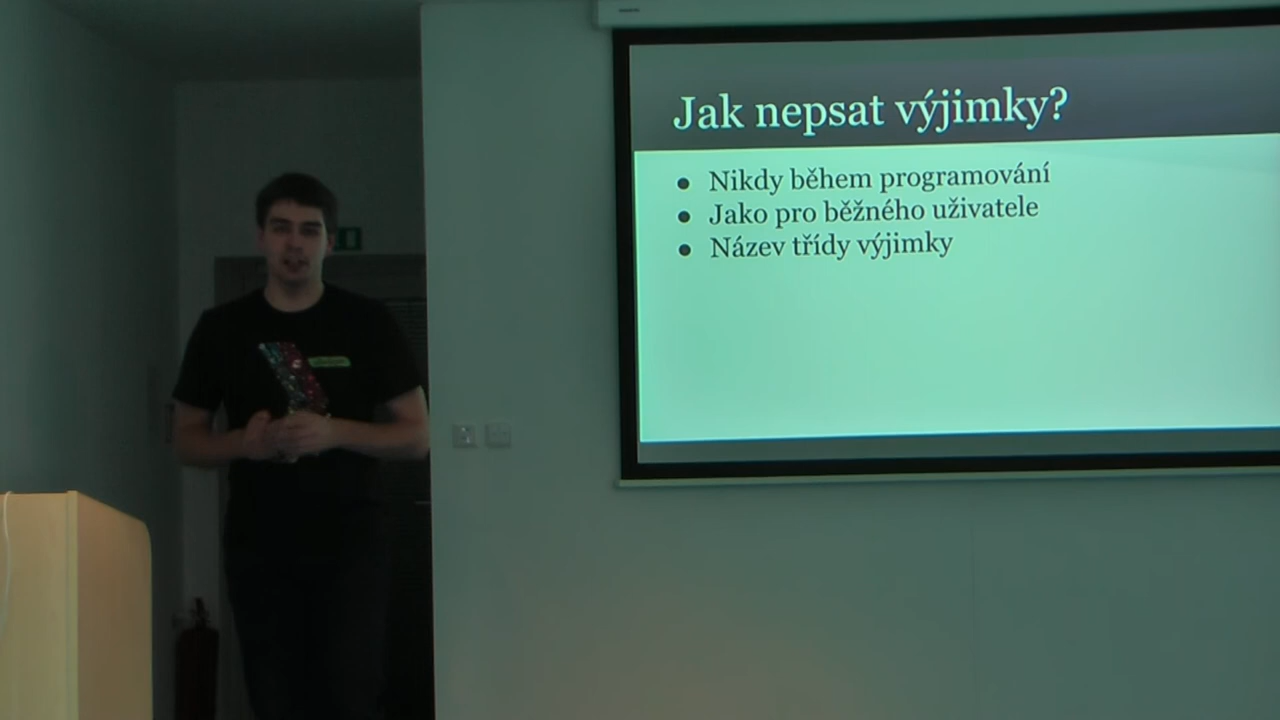 Jak nepsat výjimky?
Nikdy během programování
Jako pro běžného uživatele
Název třídy výjimky